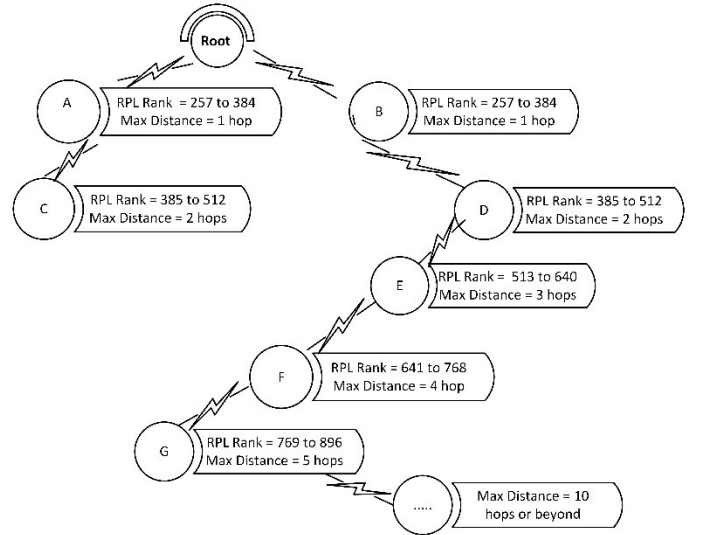 Root
A
RPL Rank = 257 to 384
Max Distance = 1 hop
B
RPL Rank = 257 to 384
Max Distance = 1 hop
C
RPL Rank = 385 to 512
Max Distance = 2 hops
D
RPL Rank = 385 to 512
Max Distance = 2 hops
E
RPL Rank = 513 to 640
Max Distance = 3 hops
F
RPL Rank = 641 to 768
Max Distance = 4 hop
G
RPL Rank = 769 to 896
Max Distance = 5 hops
.....
Max Distance = 10
hops or beyond